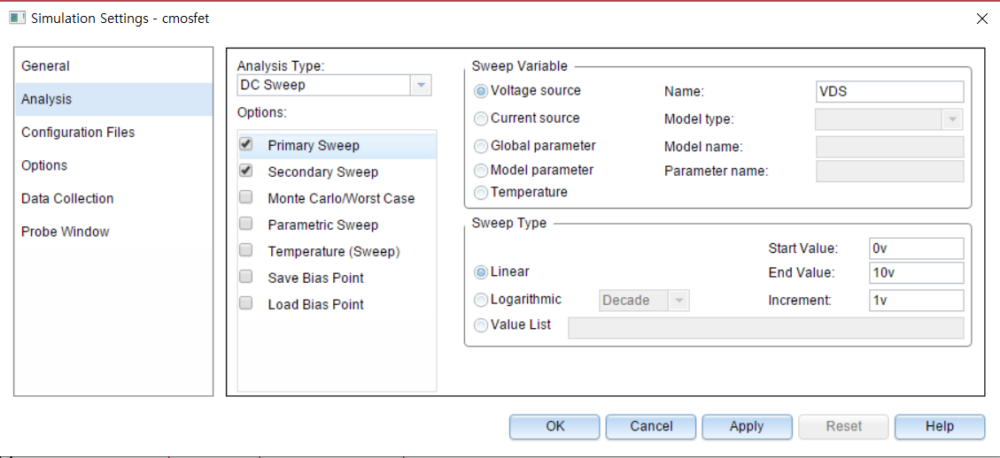 Simulation Settings - cmosfet
General
Analysis
Configuration Files
Options
Data Collection
Probe Window
Analysis Type:
DC Sweep
Options:
Primary Sweep
Secondary Sweep
Monte Carlo/Worst Case
Parametric Sweep
Temperature (Sweep)
Save Bias Point
Load Bias Point
Sweep Variable
Voltage source
Name:
VDS
Current source
Model type:
Global parameter
Model name:
Model parameter
Parameter name:
Temperature
Sweep Type
Start Value:
0v
Linear
End Value:
10v
Logarithmic
Decade
Increment:
1v
Value List
OK
Cancel
Apply
Reset
Help